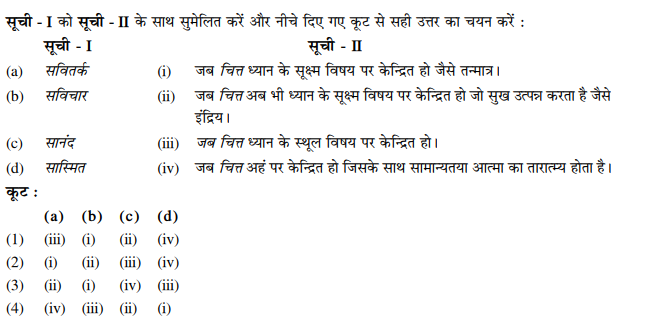 सूची - I को सूची - II के साथ सुमेलित करें और नीचे दिए गए कूट से सही उत्तर का चयन करें :
सूची - I सूची - II
(a) सवितर्क (i) जब चित्त ध्यान के सूक्ष्म विषय पर केन्द्रित हो जैसे तन्मात्र।
(b) सविचार (ii) जब चित्त अब भी ध्यान के सूक्ष्म विषय पर केन्द्रित हो जो सुख उत्पन्न करता है जैसे
इंद्रिय।
(c) सानंद (iii) जब चित्त ध्यान के स्थूल विषय पर केन्द्रित हो।
(d) सास्मित (iv) जब चित्त अहं पर केन्द्रित हो जिसके साथ सामान्यतया आत्मा का तारात्म्य होता है।
कूट :
(a) (b) (c) (d)
(1) (iii) (i) (ii) (iv)
(2) (i) (ii) (iii) (iv)
(3) (ii) (i) (iv) (iii)
(4) (iv) (iii) (ii) (i)